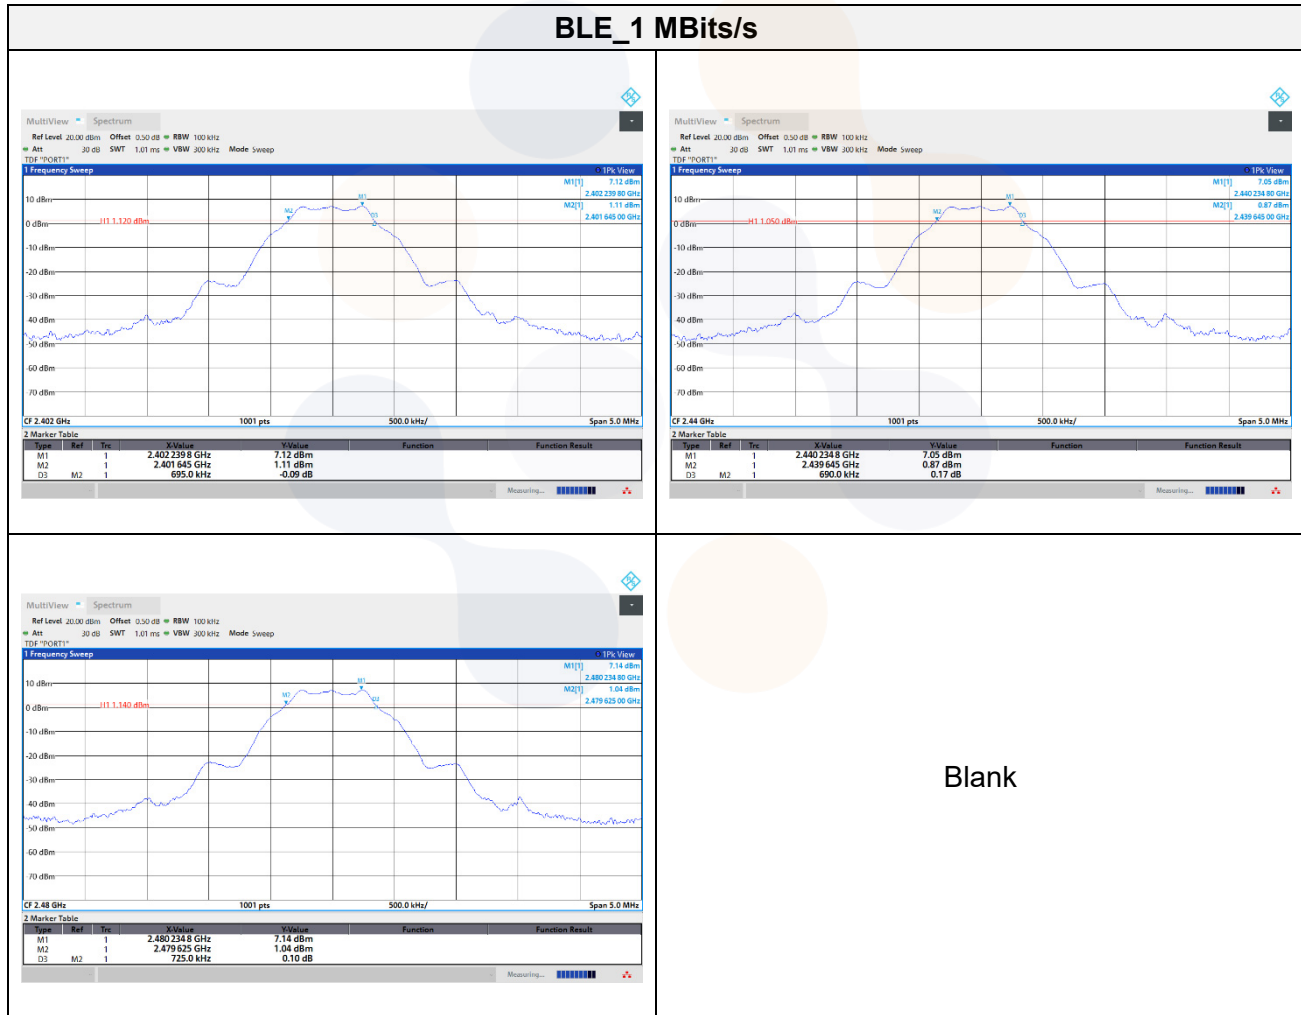 BLE_1 MBits/s
MultiView Spectrum
Ref Level 20.00 dBm Offset 0.50 dB RBW 100 kHz
Att 30 dB SWT 1.01 ms VBW 300 kHz Mode Sweep
TDF "PORT1"
1 Frequency Sweep 1Pk View
M1[1] 7.12 dBm
2.402 239 80 GHz
M2[1] 1.11 dBm
2.401 645 00 GHz
M1
M2
D3
10 dBm
0 dBm
H1 1.120 dBm
-10 dBm
-20 dBm
-30 dBm
-40 dBm
-50 dBm
-60 dBm
-70 dBm
CF 2.402 GHz 1001 pts 500.0 kHz/ Span 5.0 MHz
2 Marker Table
Type Ref Trc X-Value Y-Value Function Function Result
M1 1 2.402 239 8 GHz 7.12 dBm
M2 1 2.401 645 GHz 1.11 dBm
D3 M2 1 695.0 kHz -0.09 dB
Measuring...
MultiView Spectrum
Ref Level 20.00 dBm Offset 0.50 dB RBW 100 kHz
Att 30 dB SWT 1.01 ms VBW 300 kHz Mode Sweep
TDF "PORT1"
1 Frequency Sweep 1Pk View
M1[1] 7.05 dBm
2.440 234 80 GHz
M2[1] 0.87 dBm
2.439 645 00 GHz
M1
M2
D3
10 dBm
0 dBm
H1 1.050 dBm
-10 dBm
-20 dBm
-30 dBm
-40 dBm
-50 dBm
-60 dBm
-70 dBm
CF 2.44 GHz 1001 pts 500.0 kHz/ Span 5.0 MHz
2 Marker Table
Type Ref Trc X-Value Y-Value Function Function Result
M1 1 2.440 234 8 GHz 7.05 dBm
M2 1 2.439 645 GHz 0.87 dBm
D3 M2 1 690.0 kHz 0.17 dB
Measuring...
MultiView Spectrum
Ref Level 20.00 dBm Offset 0.50 dB RBW 100 kHz
Att 30 dB SWT 1.01 ms VBW 300 kHz Mode Sweep
TDF "PORT1"
1 Frequency Sweep 1Pk View
M1[1] 7.14 dBm
2.480 234 80 GHz
M2[1] 1.04 dBm
2.479 625 00 GHz
M1
M2
D3
10 dBm
0 dBm
H1 1.140 dBm
-10 dBm
-20 dBm
-30 dBm
-40 dBm
-50 dBm
-60 dBm
-70 dBm
CF 2.48 GHz 1001 pts 500.0 kHz/ Span 5.0 MHz
2 Marker Table
Type Ref Trc X-Value Y-Value Function Function Result
M1 1 2.480 234 8 GHz 7.14 dBm
M2 1 2.479 625 GHz 1.04 dBm
D3 M2 1 725.0 kHz 0.10 dB
Measuring...
Blank